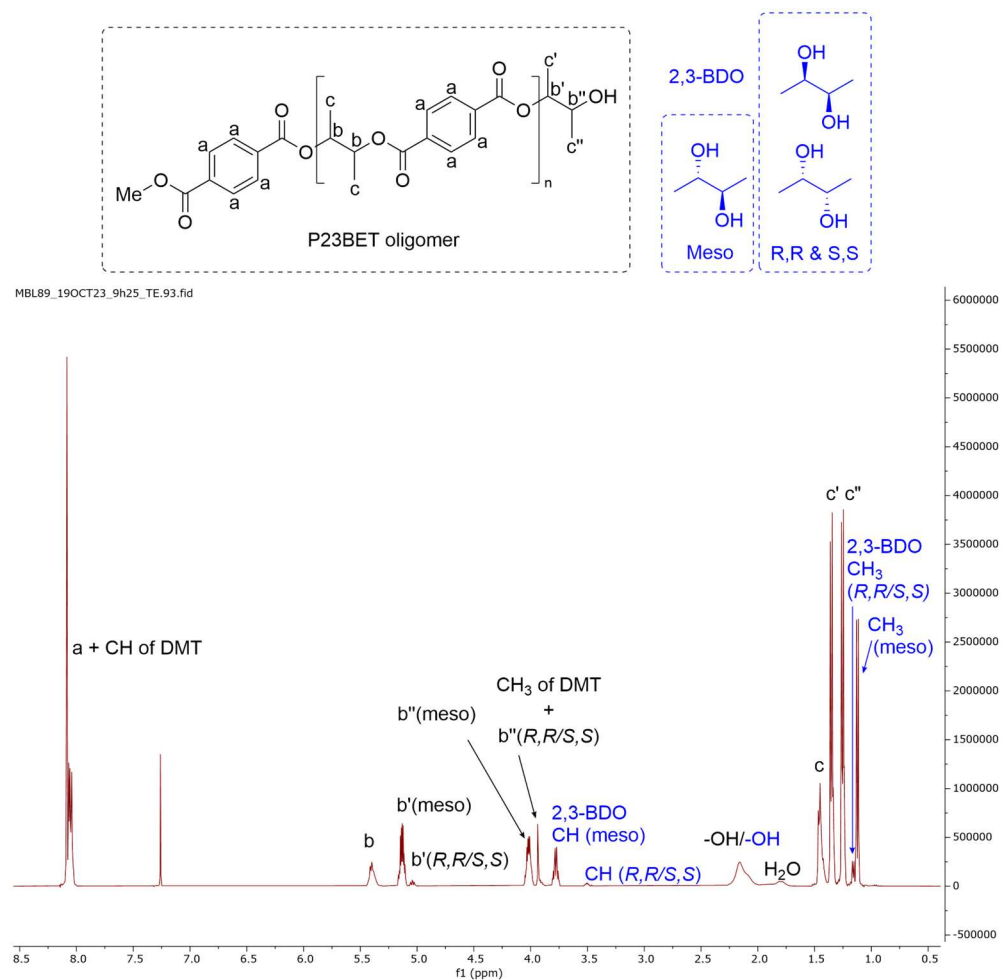 O
O
a
a
a
a
O
MeO
O
c
b
b
O
O
c
a
a
a
a
O
O
n
c'
b'
b"
OH
c"
P23BET oligomer
2,3-BDO
OH
OH
OH
OH
Meso
OH
OH
R,R & S,S
MBL89_19OCT23_9h25_TE.93.fid
6000000
5500000
5000000
4500000
4000000
3500000
3000000
2500000
2000000
1500000
1000000
500000
0
-500000
a + CH of DMT
b
b'(meso)
b'(R,R/S,S)
b"(meso)
CH3 of DMT
+
b"(R,R/S,S)
2,3-BDO
CH (meso)
CH (R,R/S,S)
-OH/-OH
H2O
c
c' c"
2,3-BDO
CH3
(R,R/S,S)
CH3
(meso)
8.5 8.0 7.5 7.0 6.5 6.0 5.5 5.0 4.5 4.0 3.5 3.0 2.5 2.0 1.5 1.0 0.5
f1 (ppm)